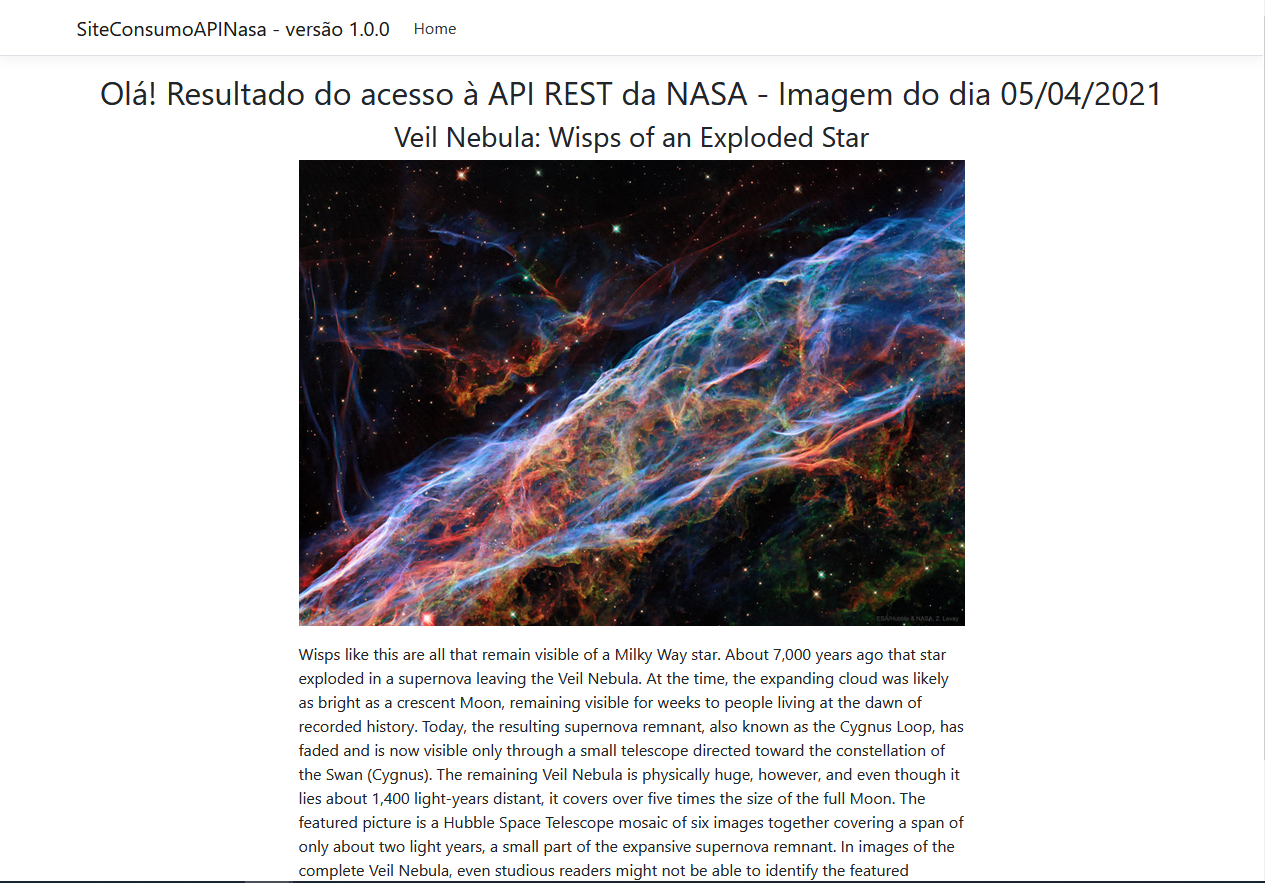 SiteConsumoAPINasa - versão 1.0.0 Home
Olá! Resultado do acesso à API REST da NASA - Imagem do dia 05/04/2021
Veil Nebula: Wisps of an Exploded Star
ESA/Hubble & NASA, Z. Levay
Wisps like this are all that remain visible of a Milky Way star. About 7,000 years ago that star
exploded in a supernova leaving the Veil Nebula. At the time, the expanding cloud was likely
as bright as a crescent Moon, remaining visible for weeks to people living at the dawn of
recorded history. Today, the resulting supernova remnant, also known as the Cygnus Loop, has
faded and is now visible only through a small telescope directed toward the constellation of
the Swan (Cygnus). The remaining Veil Nebula is physically huge, however, and even though it
lies about 1,400 light-years distant, it covers over five times the size of the full Moon. The
featured picture is a Hubble Space Telescope mosaic of six images together covering a span of
only about two light years, a small part of the expansive supernova remnant. In images of the
complete Veil Nebula, even studious readers might not be able to identify the featured